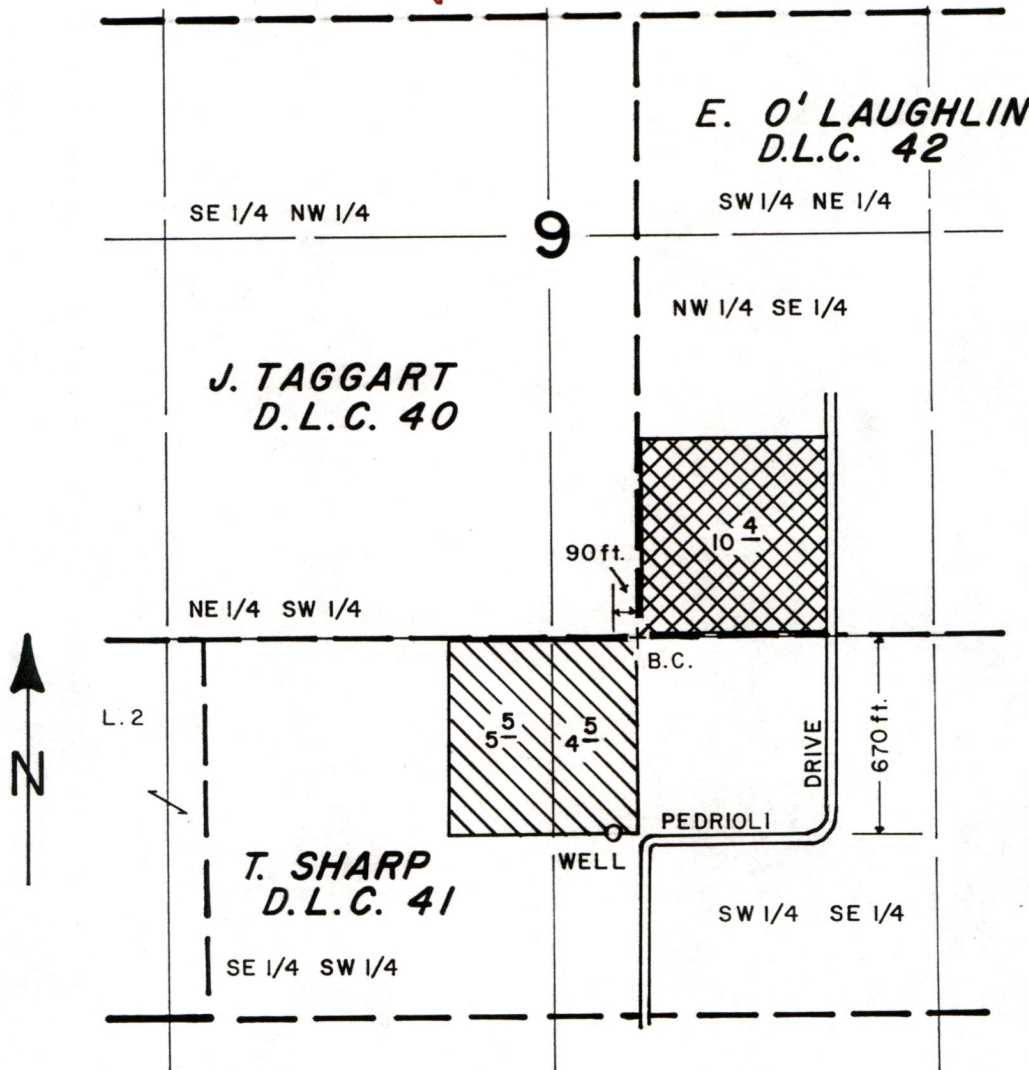 E. O' LAUGHLIN
D.L.C. 42
SE 1/4 NW 1/4
SW 1/4 NE 1/4
9
NW 1/4 SE 1/4
J. TAGGART
D.L.C. 40
10 4
90 ft.
NE 1/4 SW 1/4
B.C.
L. 2
5 5
4 5
DRIVE
670 ft.
N
PEDRIOLI
WELL
T. SHARP
D.L.C. 41
SW 1/4 SE 1/4
SE 1/4 SW 1/4